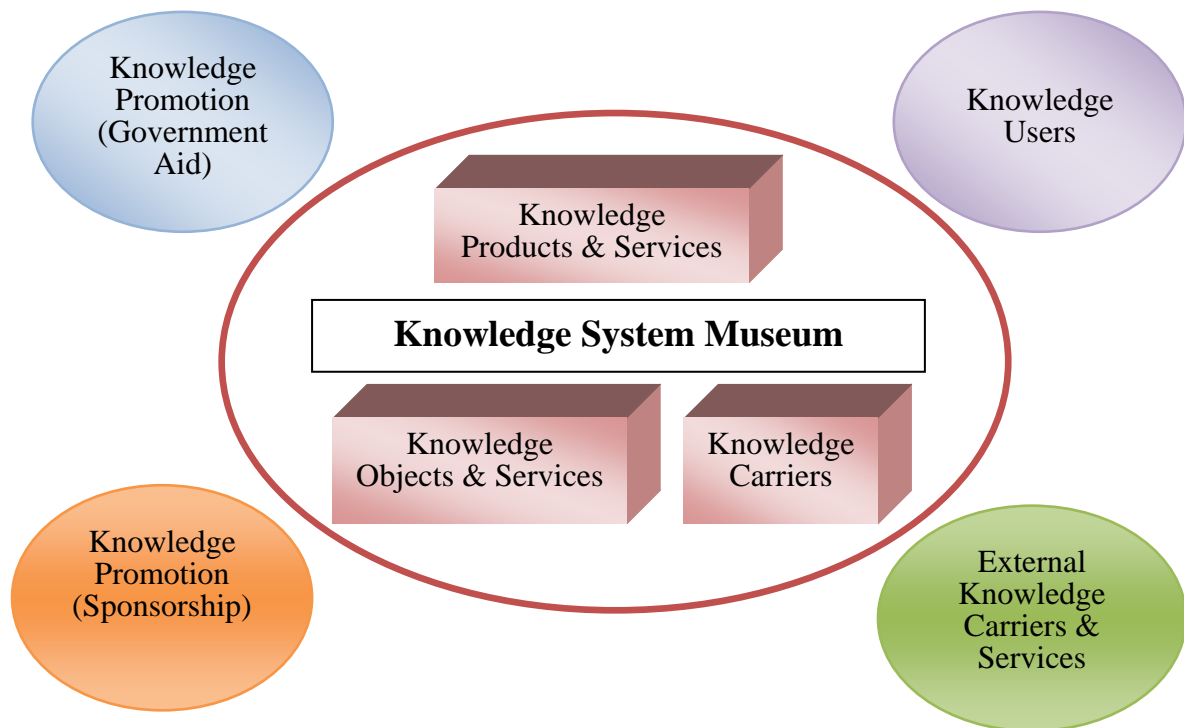 Knowledge
Promotion
(Government
Aid)
Knowledge
Users
Knowledge
Products & Services
Knowledge System Museum
Knowledge
Objects & Services
Knowledge
Carriers
Knowledge
Promotion
(Sponsorship)
External
Knowledge
Carriers &
Services